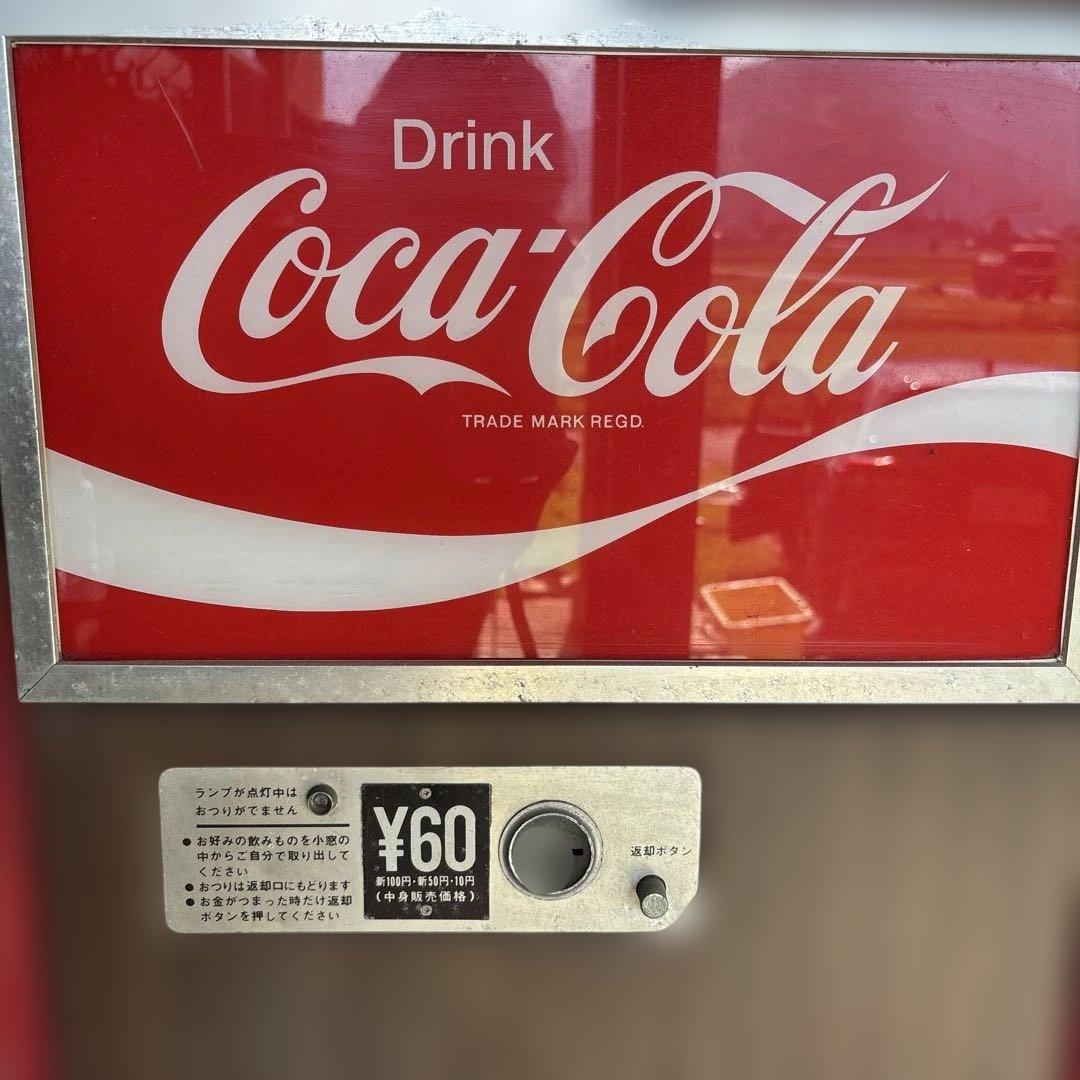 Drink
Coca-Cola
TRADE MARK REGD.
ランプが点灯中は
おつりがでません
● お好みの飲みものを小窓の
中からご自分で取り出して
ください
● おつりは返却口にもどります
● お金がつまった時だけ返却
ボタンを押してください
¥60
新100円・新50円・10円
(中身販売価格)
返却ボタン